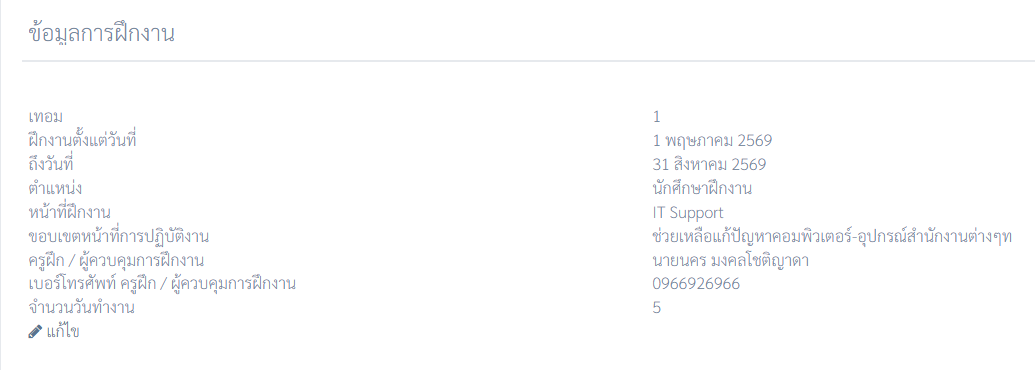 ข้อมูลการฝึกงาน
เทอม 1
ฝึกงานตั้งแต่วันที่ 1 พฤษภาคม 2569
ถึงวันที่ 31 สิงหาคม 2569
ตำแหน่ง นักศึกษาฝึกงาน
หน้าที่ฝึกงาน IT Support
ขอบเขตหน้าที่การปฏิบัติงาน ช่วยเหลือแก้ปัญหาคอมพิวเตอร์-อุปกรณ์สำนักงานต่างๆท
ครูฝึก / ผู้ควบคุมการฝึกงาน นายนคร มงคลโชติญาดา
เบอร์โทรศัพท์ ครูฝึก / ผู้ควบคุมการฝึกงาน 0966926966
จำนวนวันทำงาน 5
แก้ไข